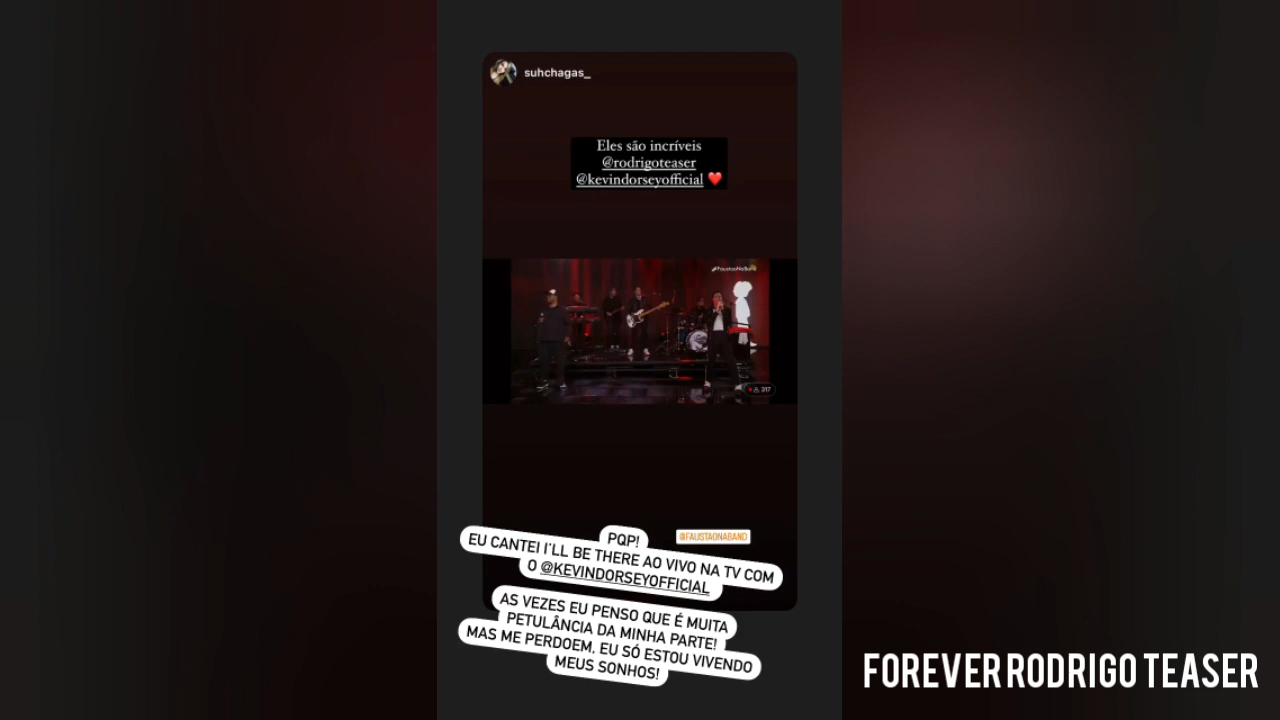 suhchagas_
Eles são incríveis
@rodrigoteaser
@kevindorseyofficial ❤️
#FaustaoNaBand
317
@FAUSTAONABAND
PQP!
EU CANTEI I'LL BE THERE AO VIVO NA TV COM
O @KEVINDORSEYOFFICIAL
AS VEZES EU PENSO QUE É MUITA
PETULÂNCIA DA MINHA PARTE!
MAS ME PERDOEM, EU SÓ ESTOU VIVENDO
MEUS SONHOS!
FOREVER RODRIGO TEASER